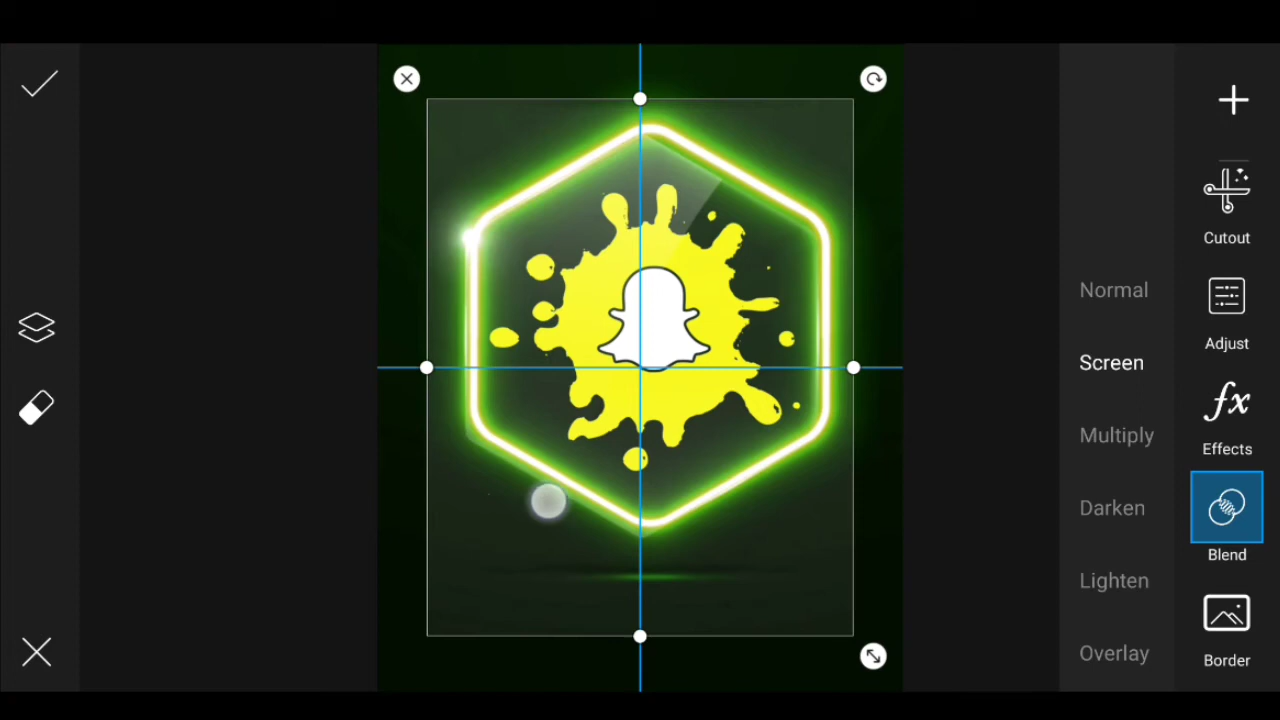 Cutout
Normal
Adjust
Screen
Multiply
fx
Effects
Darken
Blend
Lighten
Overlay
Border